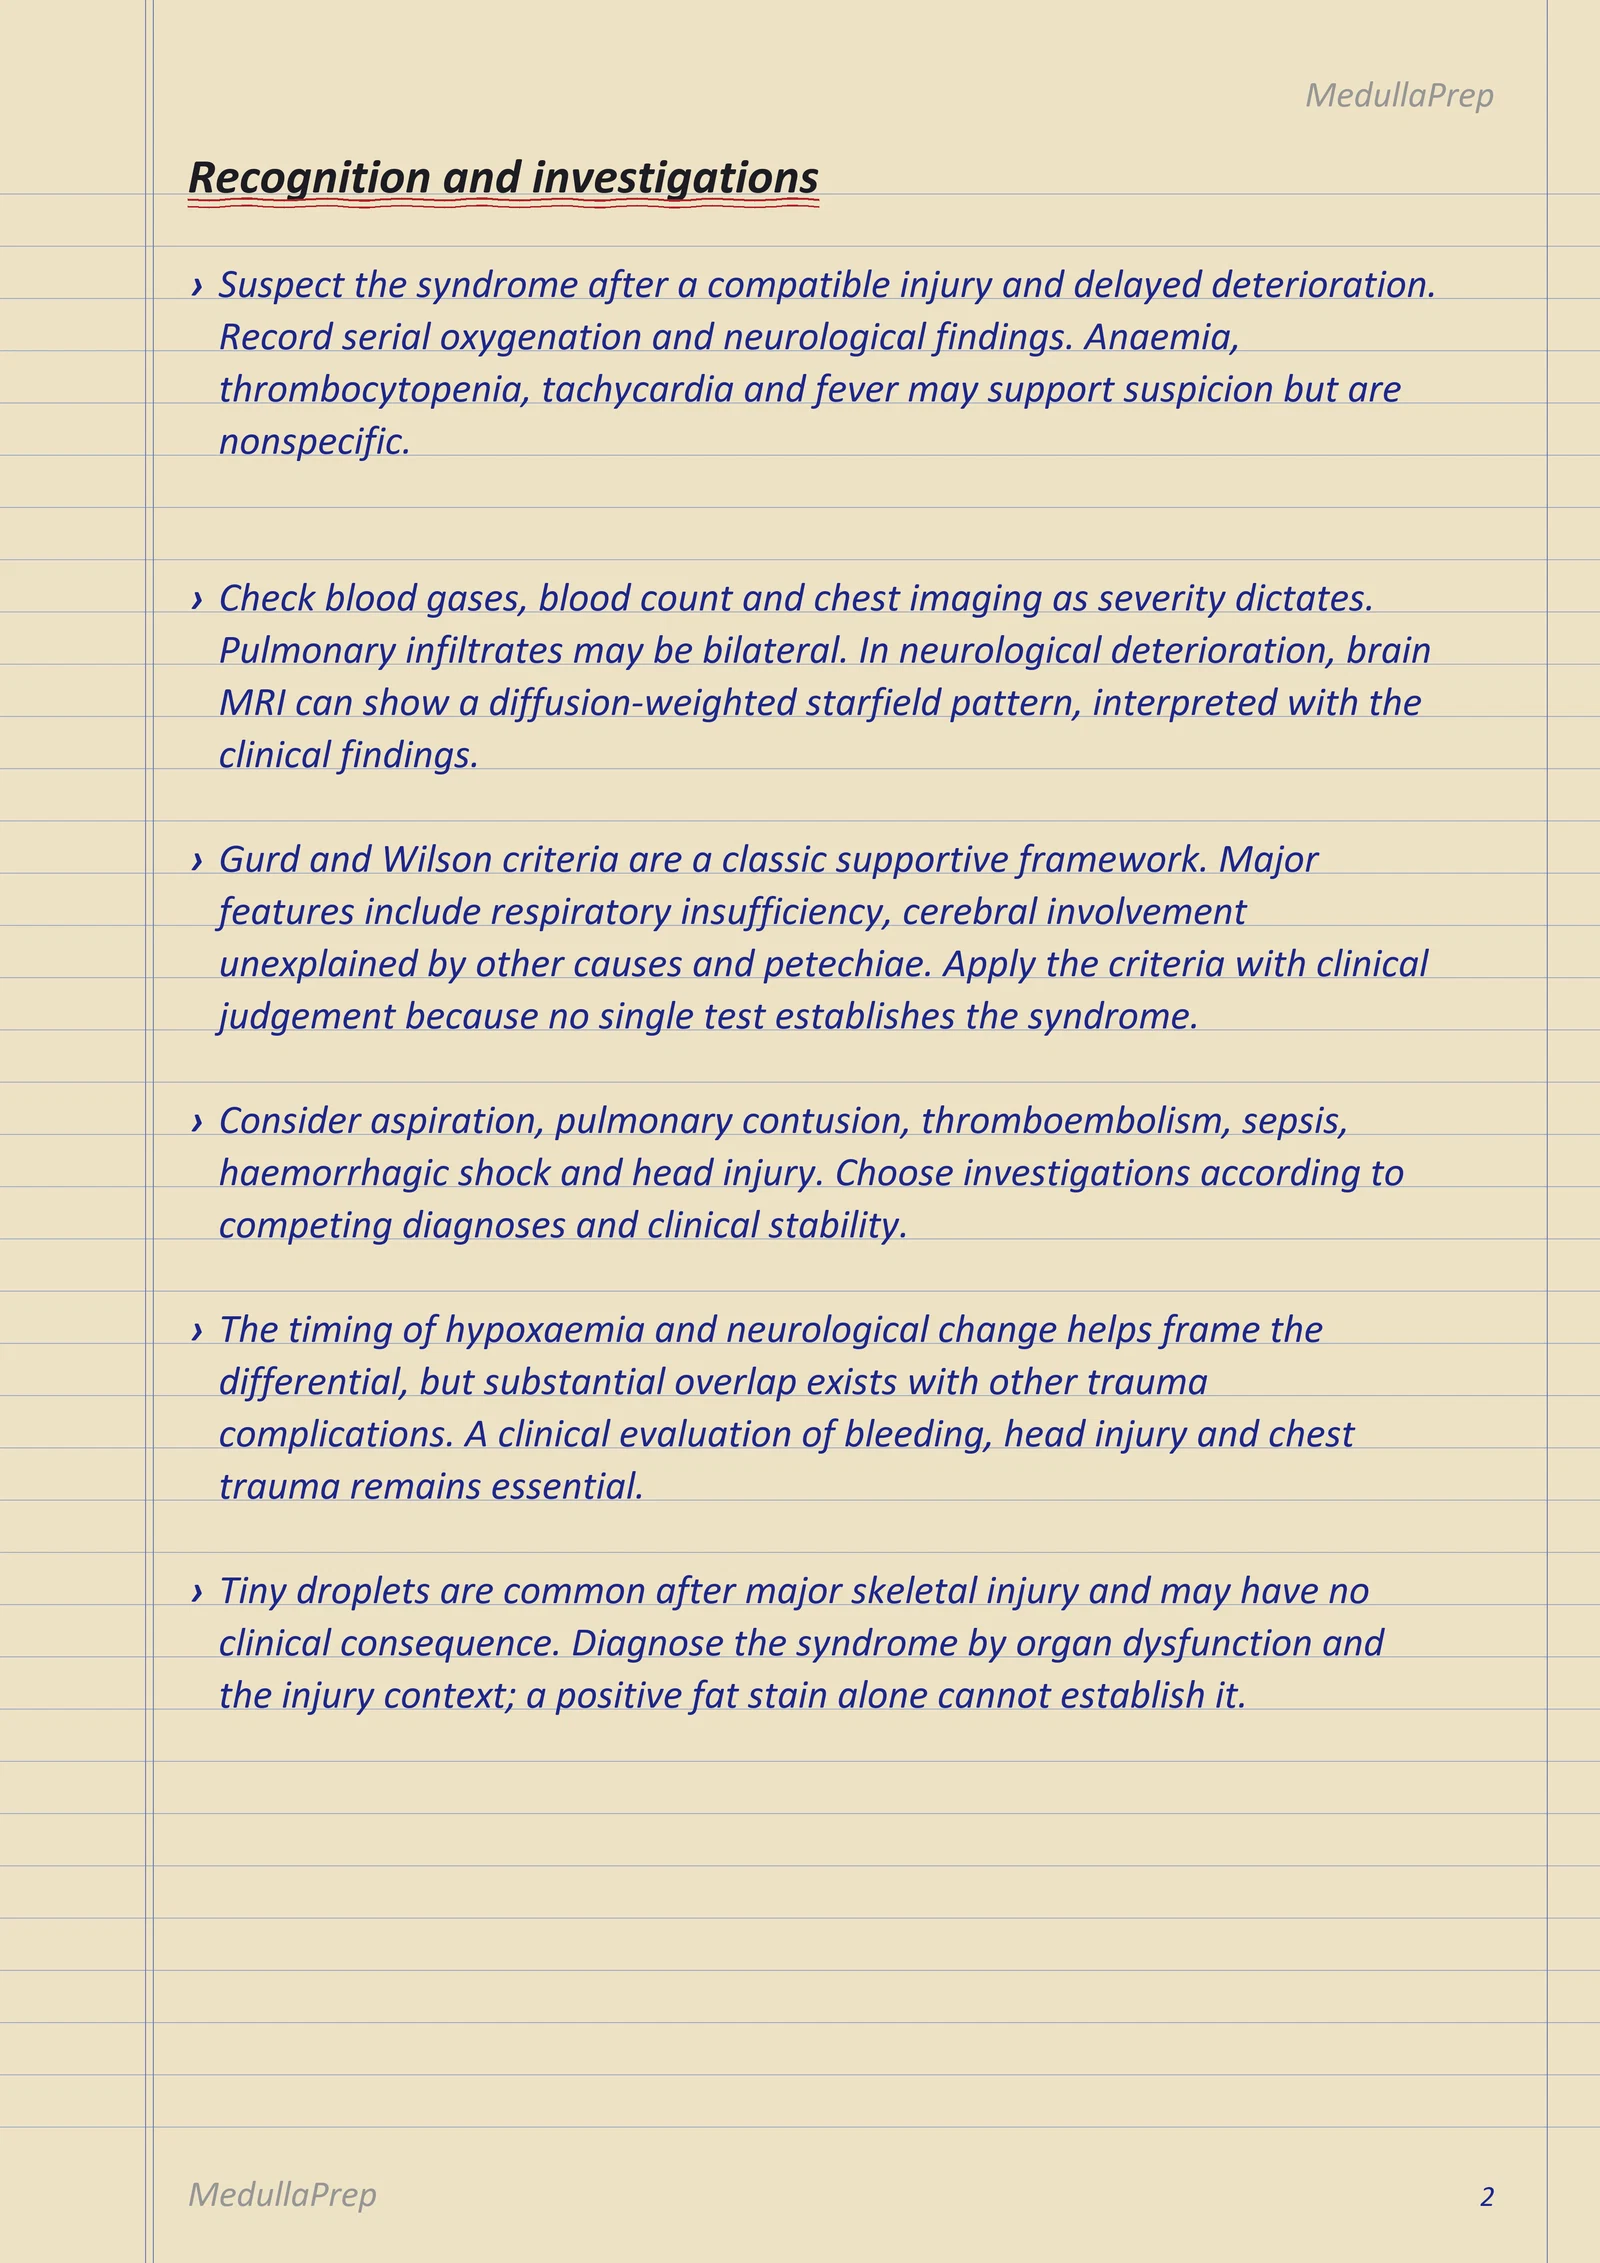 MedullaPrep
Recognition and investigations
› Suspect the syndrome after a compatible injury and delayed deterioration.
Record serial oxygenation and neurological findings. Anaemia,
thrombocytopenia, tachycardia and fever may support suspicion but are
nonspecific.
› Check blood gases, blood count and chest imaging as severity dictates.
Pulmonary infiltrates may be bilateral. In neurological deterioration, brain
MRI can show a diffusion-weighted starfield pattern, interpreted with the
clinical findings.
› Gurd and Wilson criteria are a classic supportive framework. Major
features include respiratory insufficiency, cerebral involvement
unexplained by other causes and petechiae. Apply the criteria with clinical
judgement because no single test establishes the syndrome.
› Consider aspiration, pulmonary contusion, thromboembolism, sepsis,
haemorrhagic shock and head injury. Choose investigations according to
competing diagnoses and clinical stability.
› The timing of hypoxaemia and neurological change helps frame the
differential, but substantial overlap exists with other trauma
complications. A clinical evaluation of bleeding, head injury and chest
trauma remains essential.
› Tiny droplets are common after major skeletal injury and may have no
clinical consequence. Diagnose the syndrome by organ dysfunction and
the injury context; a positive fat stain alone cannot establish it.
MedullaPrep
2